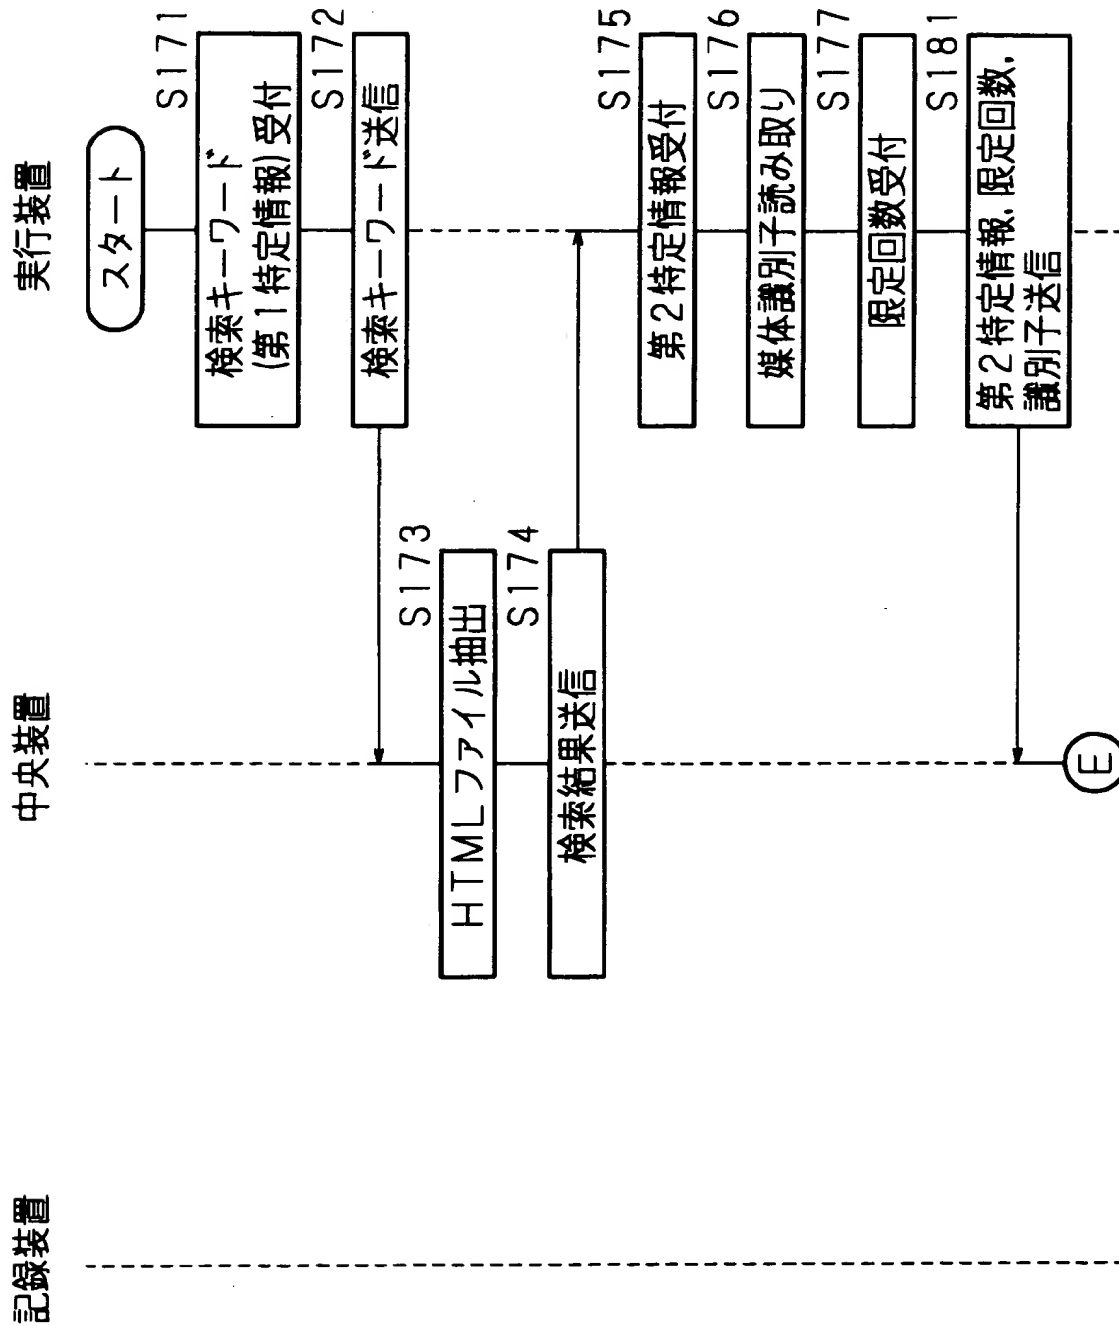 記録装置
中央装置
実行装置
スタート
S171
検索キーワード
(第1特定情報)受付
S172
検索キーワード送信
S173
HTMLファイル抽出
S174
検索結果送信
S175
第2特定情報受付
S176
媒体識別子読み取り
S177
限定回数受付
S181
第2特定情報,限定回数,
識別子送信
E